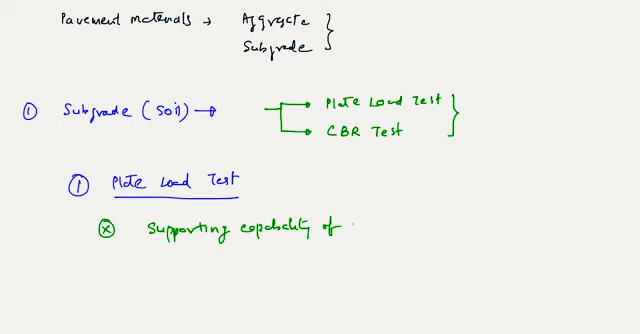 Pavement materials → Aggregate
Subgrade
① Subgrade (Soil) → Plate Load Test
CBR Test
① Plate Load Test
ⓧ Supporting capability of